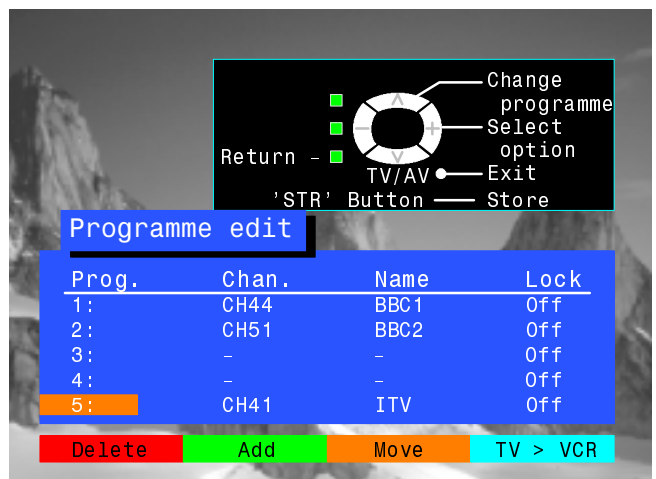 Change
programme
Select
option
Return –
TV/AV
Exit
'STR' Button
Store
Programme edit
Prog. Chan. Name Lock
1: CH44 BBC1 Off
2: CH51 BBC2 Off
3: – – Off
4: – – Off
5: CH41 ITV Off
Delete Add Move TV > VCR